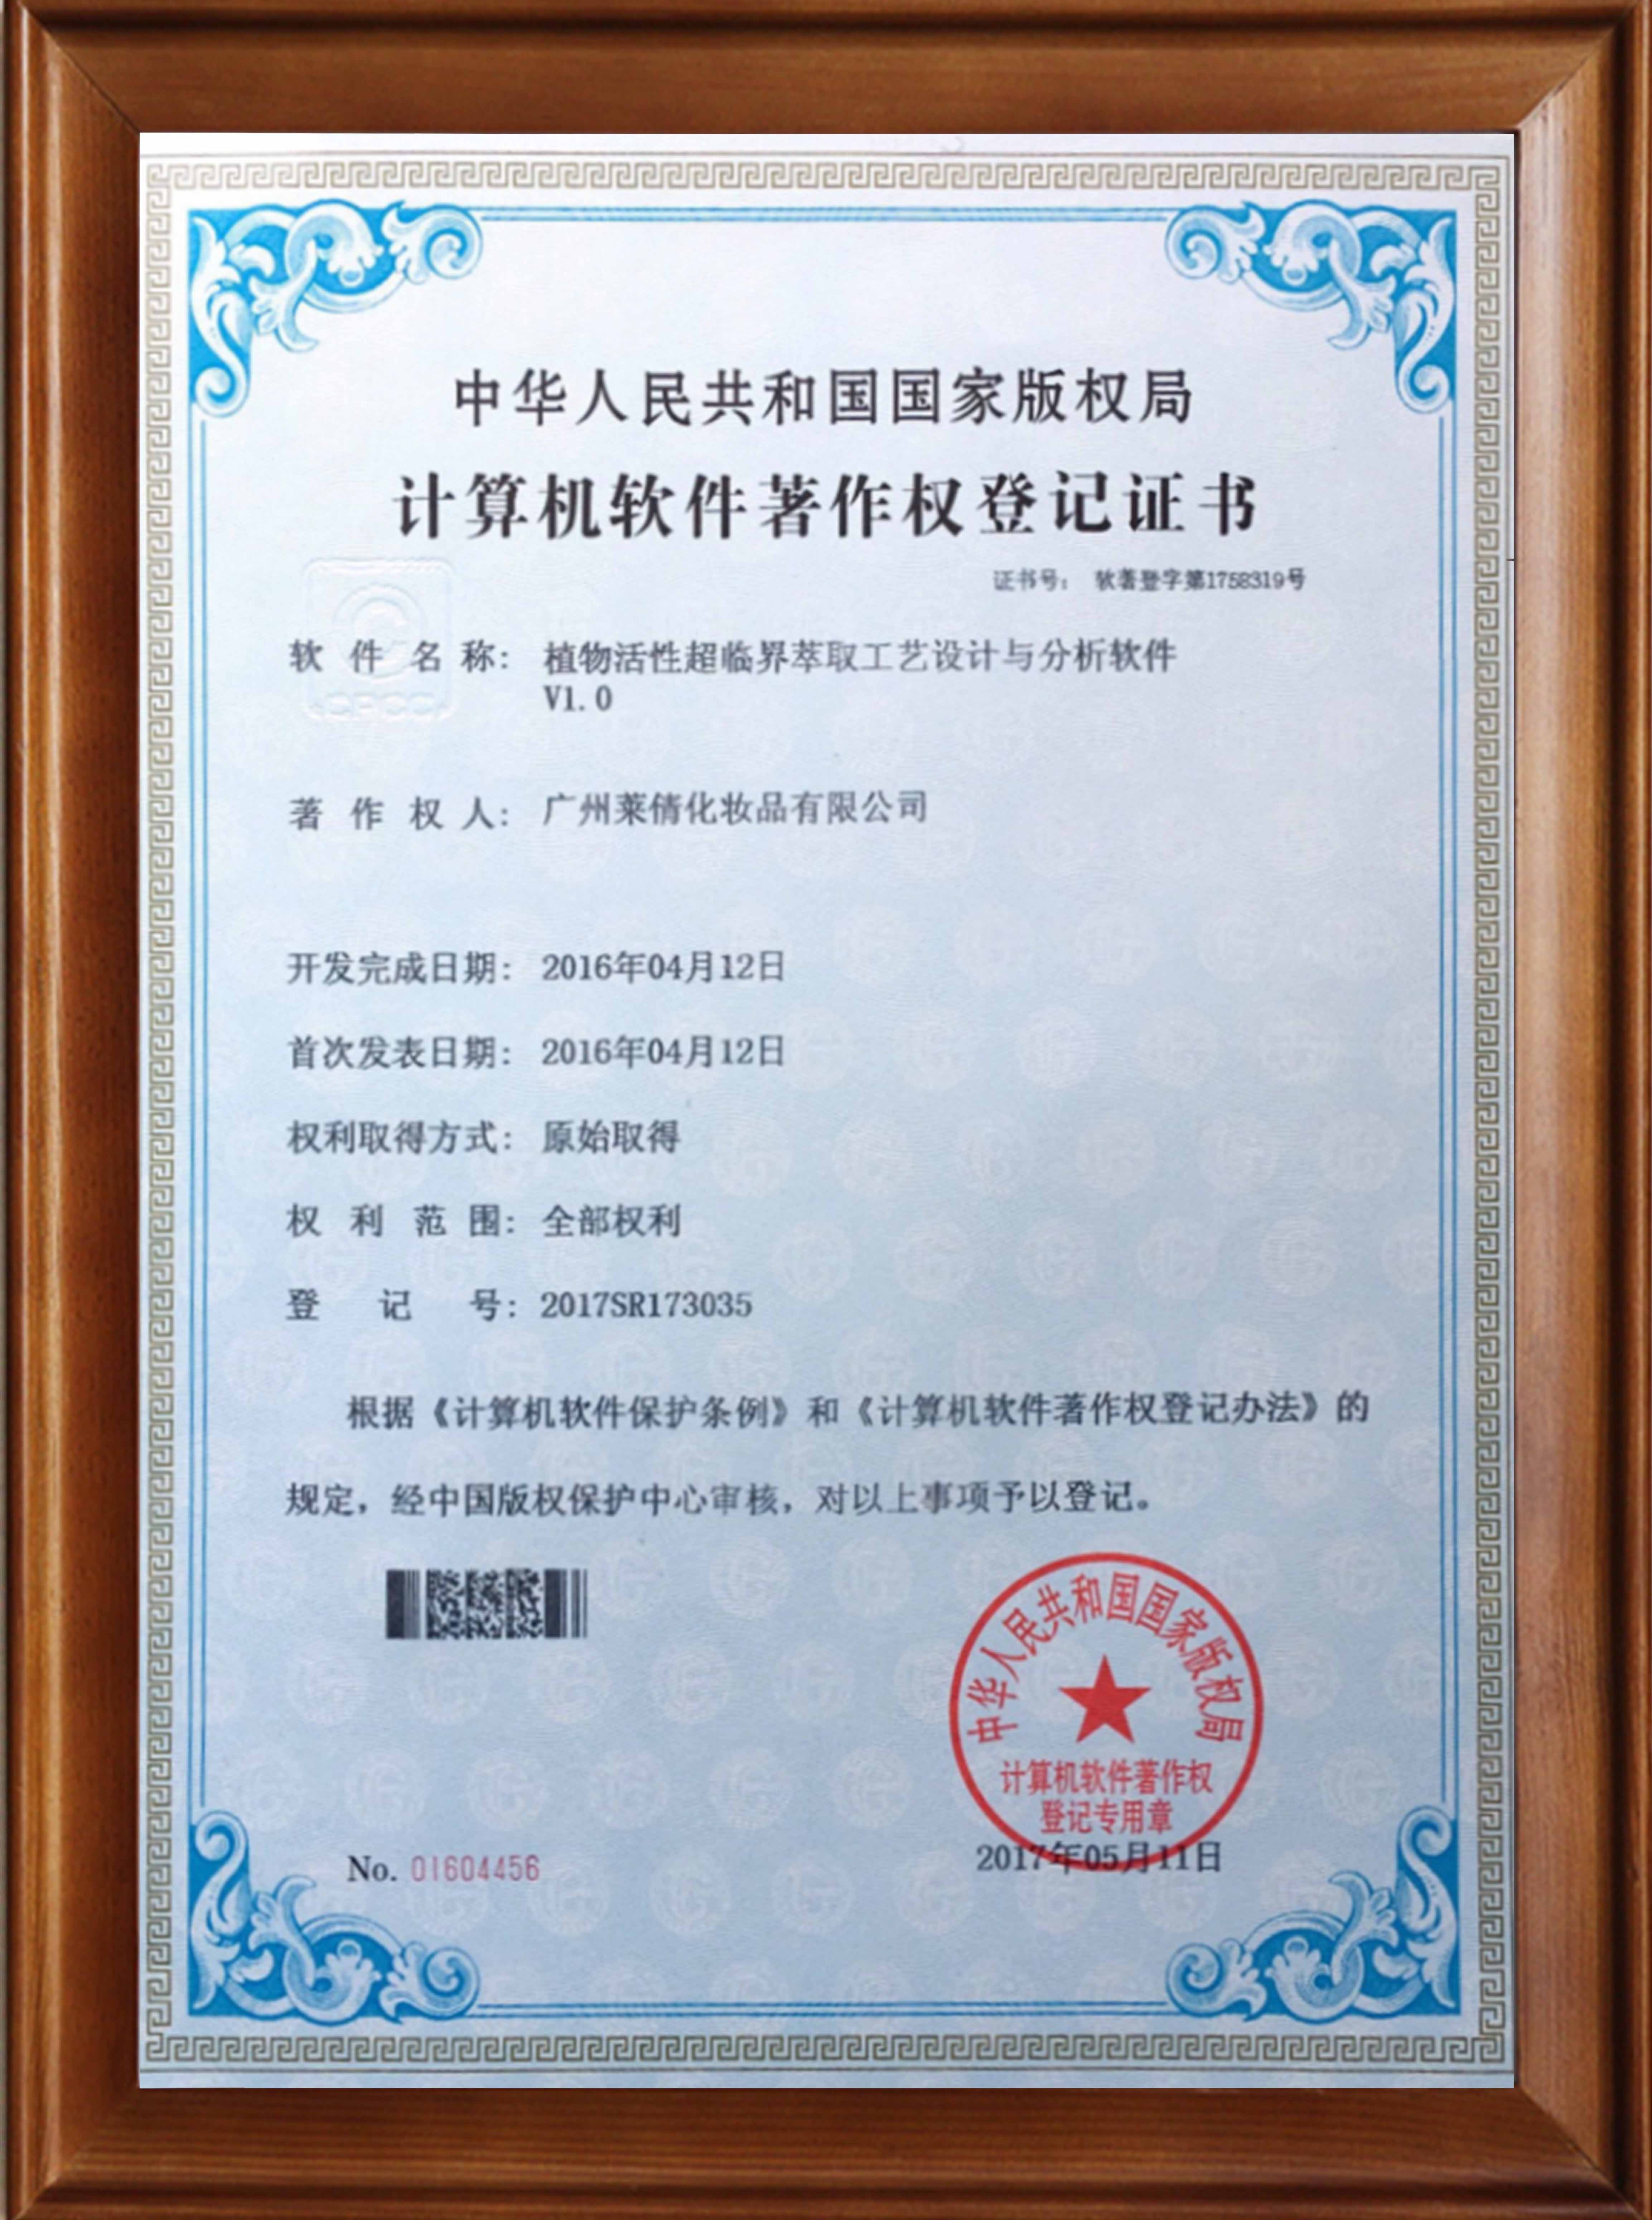 中华人民共和国国家版权局
计算机软件著作权登记证书
证书号： 软著登字第1758319号
CPCC
软件名称： 植物活性超临界萃取工艺设计与分析软件
V1.0
著作权人： 广州莱倩化妆品有限公司
开发完成日期： 2016年04月12日
首次发表日期： 2016年04月12日
权利取得方式： 原始取得
权利范围： 全部权利
登记号： 2017SR173035
根据《计算机软件保护条例》和《计算机软件著作权登记办法》的
规定，经中国版权保护中心审核，对以上事项予以登记。
中华人民共和国国家版权局
计算机软件著作权
登记专用章
No. 01604456
2017年05月11日